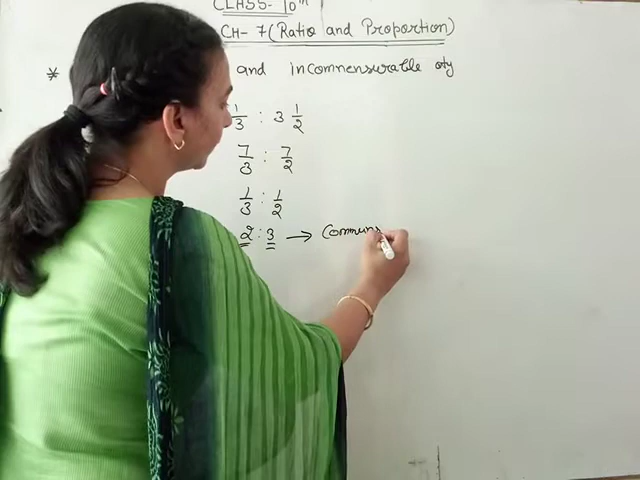 CLASS- 10th
CH- 7 (Ratio and Proportion)
* and incommensurable qty
1/3 : 3 1/2
7/3 : 7/2
1/3 : 1/2
2 : 3 → Commen